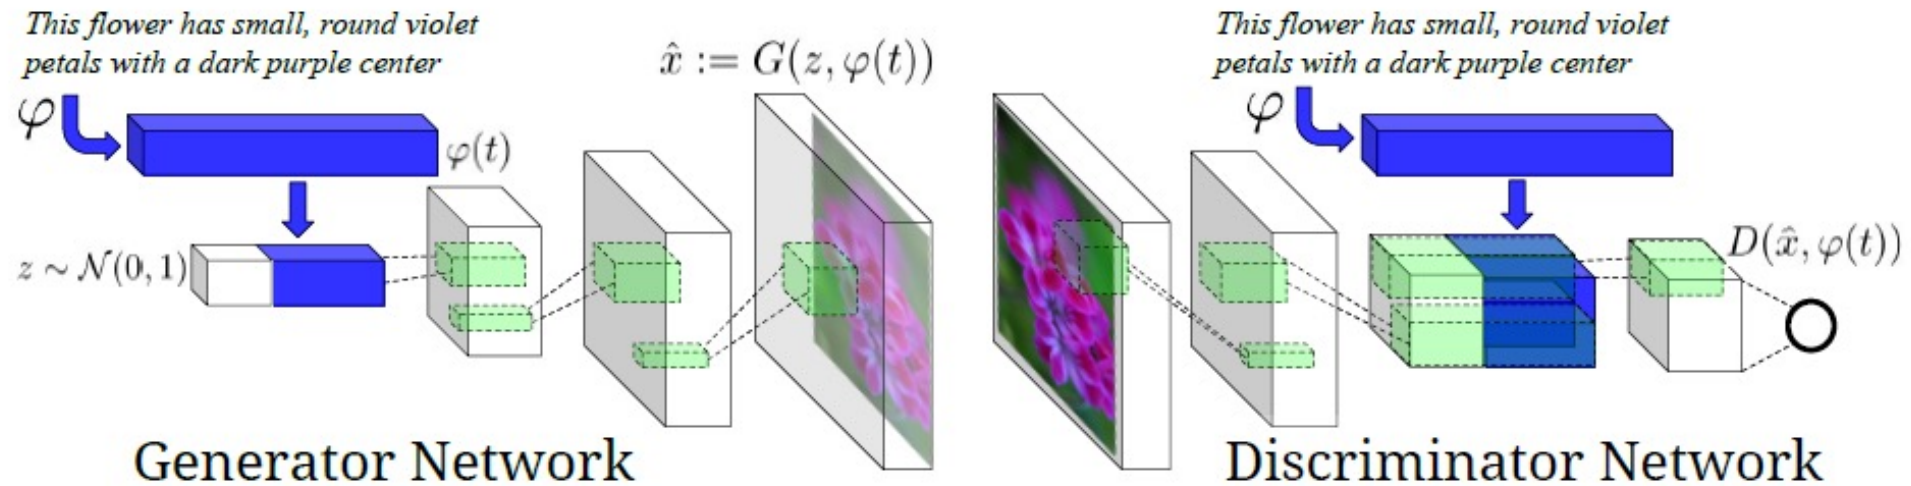 This flower has small, round violet
petals with a dark purple center
φ
φ(t)
z ∼ 𝒩(0, 1)
x̂ := G(z, φ(t))
Generator Network
This flower has small, round violet
petals with a dark purple center
φ
D(x̂, φ(t))
Discriminator Network